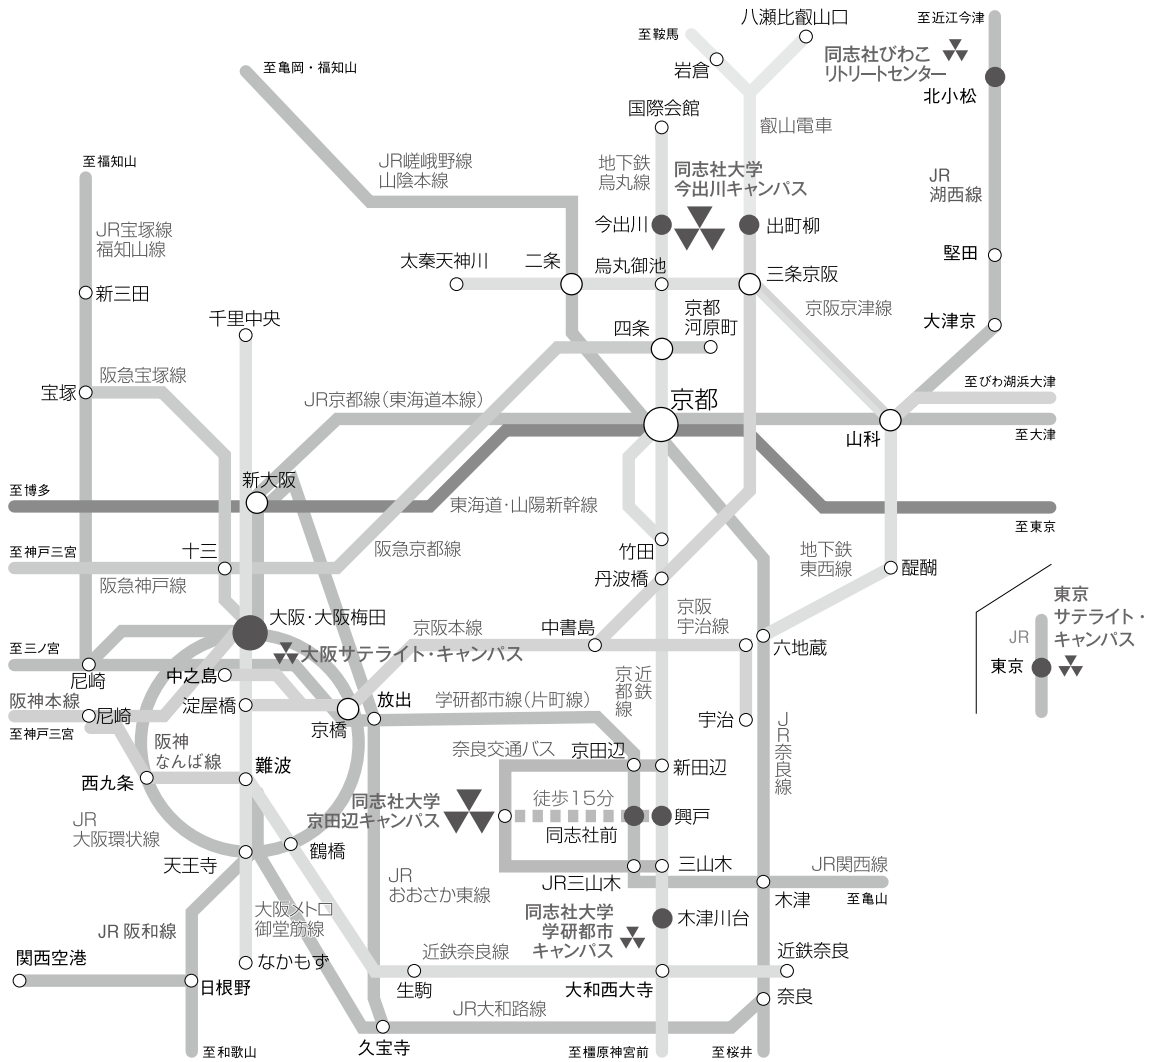 八瀬比叡山口
至近江今津
至鞍馬
同志社びわこ
リトリートセンター
岩倉
北小松
至亀岡・福知山
国際会館
叡山電車
JR嵯峨野線
山陰本線
地下鉄
烏丸線
同志社大学
今出川キャンパス
JR
湖西線
至福知山
JR宝塚線
福知山線
今出川
出町柳
堅田
太秦天神川
二条
烏丸御池
三条京阪
新三田
京都
河原町
京阪京津線
大津京
千里中央
四条
阪急宝塚線
宝塚
JR京都線(東海道本線)
京都
至びわ湖浜大津
山科
至大津
新大阪
至博多
東海道・山陽新幹線
至東京
至神戸三宮
十三
阪急京都線
竹田
地下鉄
東西線
醍醐
阪急神戸線
丹波橋
大阪・大阪梅田
京阪本線
中書島
京阪
宇治線
六地蔵
東京
サテライト・
キャンパス
JR
東京
至三ノ宮
大阪サテライト・キャンパス
尼崎
中之島
近鉄
京都線
阪神本線
尼崎
淀屋橋
京橋
放出
学研都市線(片町線)
宇治
JR奈良線
至神戸三宮
阪神
なんば線
奈良交通バス
京田辺
新田辺
西九条
難波
同志社大学
京田辺キャンパス
徒歩15分
同志社前
興戸
JR
大阪環状線
鶴橋
天王寺
JR
おおさか東線
JR三山木
三山木
JR関西線
木津
至亀山
大阪メトロ
御堂筋線
同志社大学
学研都市
キャンパス
木津川台
JR阪和線
関西空港
なかもず
近鉄奈良線
近鉄奈良
日根野
生駒
大和西大寺
奈良
JR大和路線
至和歌山
久宝寺
至橿原神宮前
至桜井